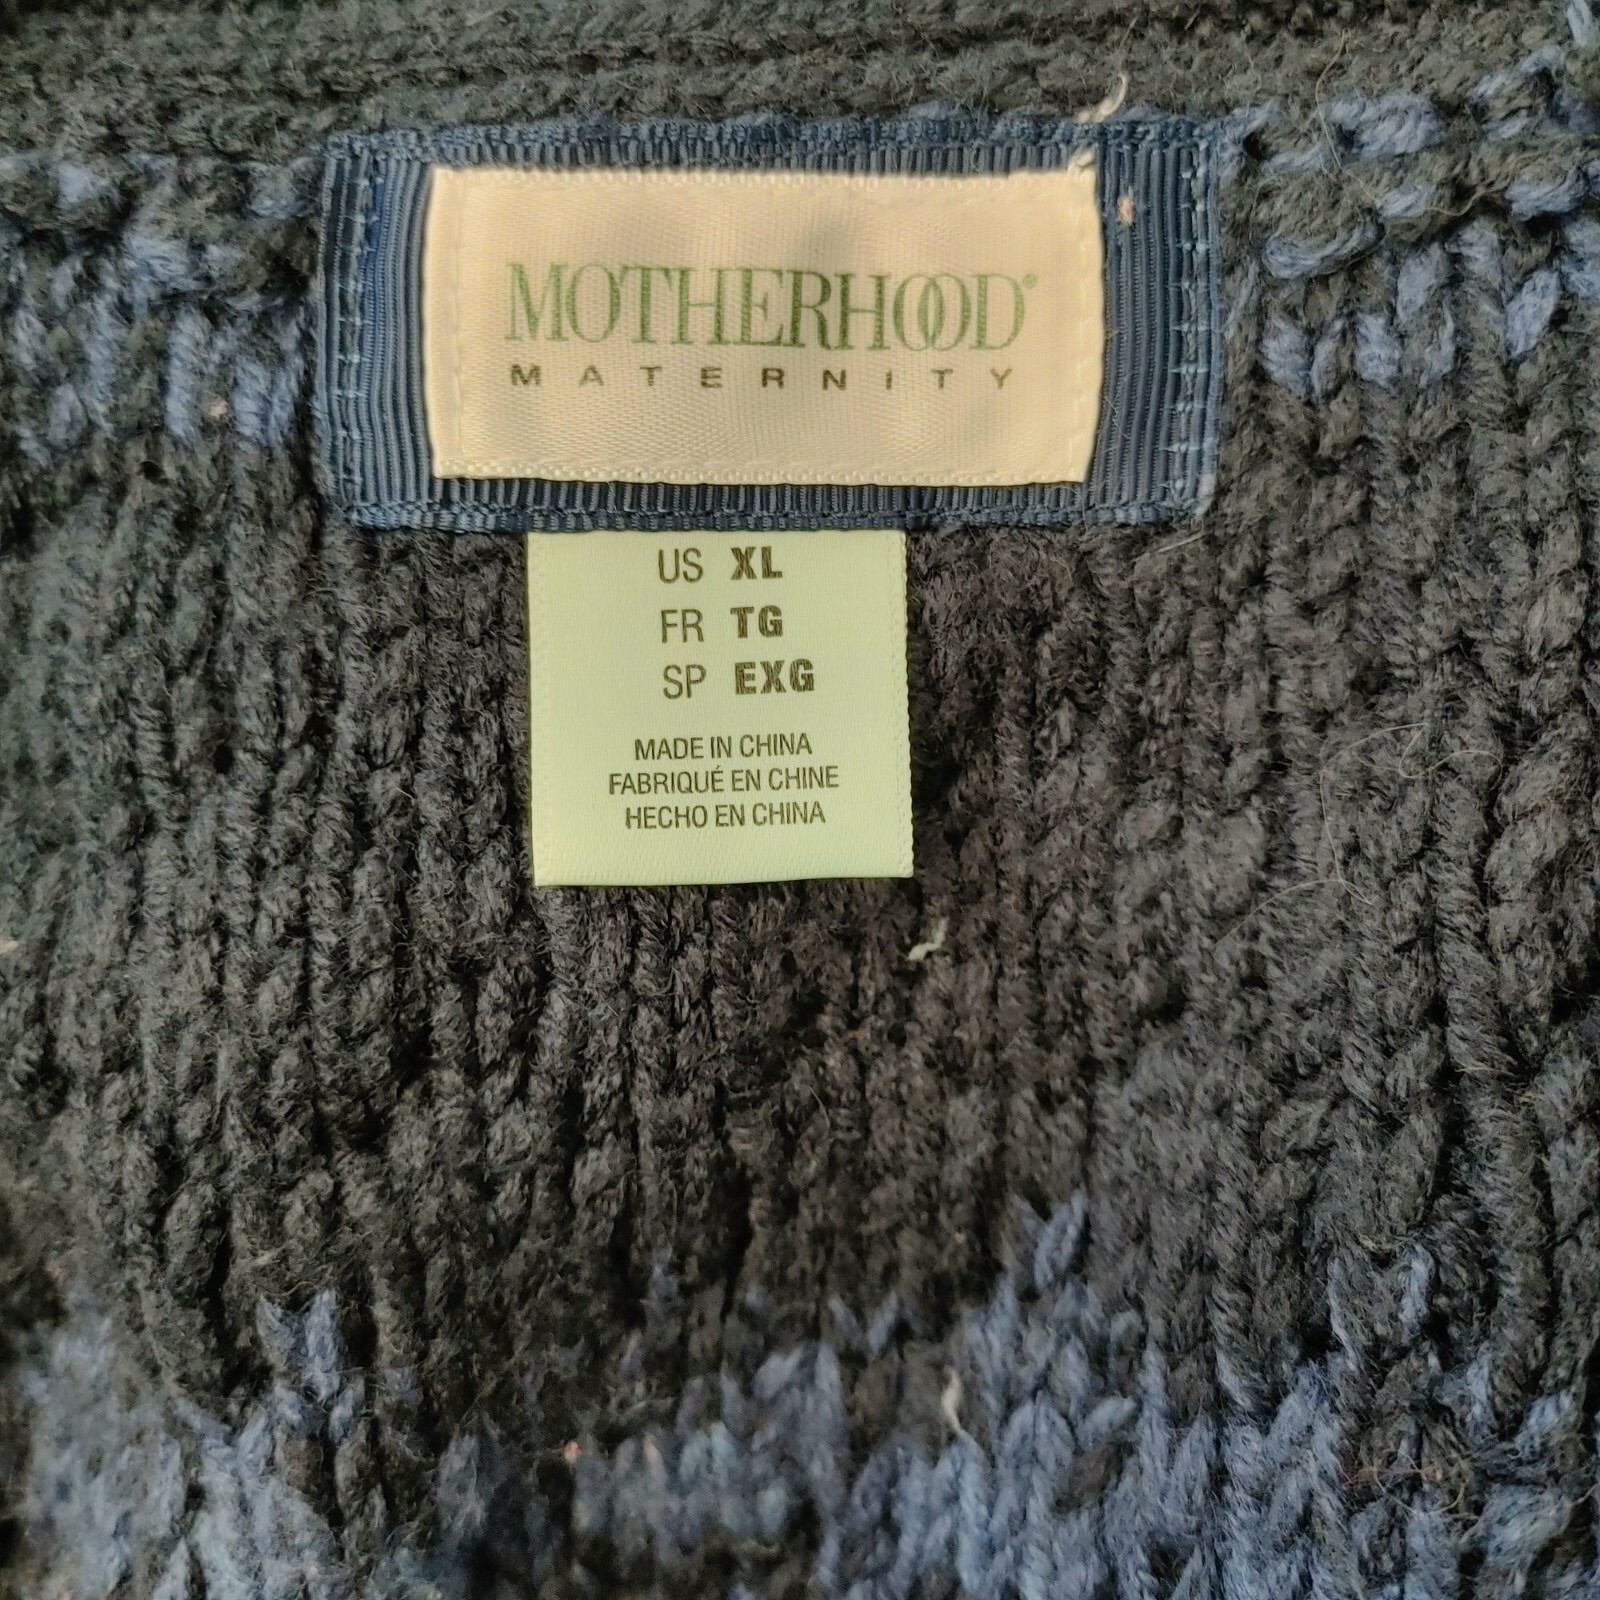 MOTHERHOOD®
MATERNITY
US XL
FR TG
SP EXG
MADE IN CHINA
FABRIQUÉ EN CHINE
HECHO EN CHINA